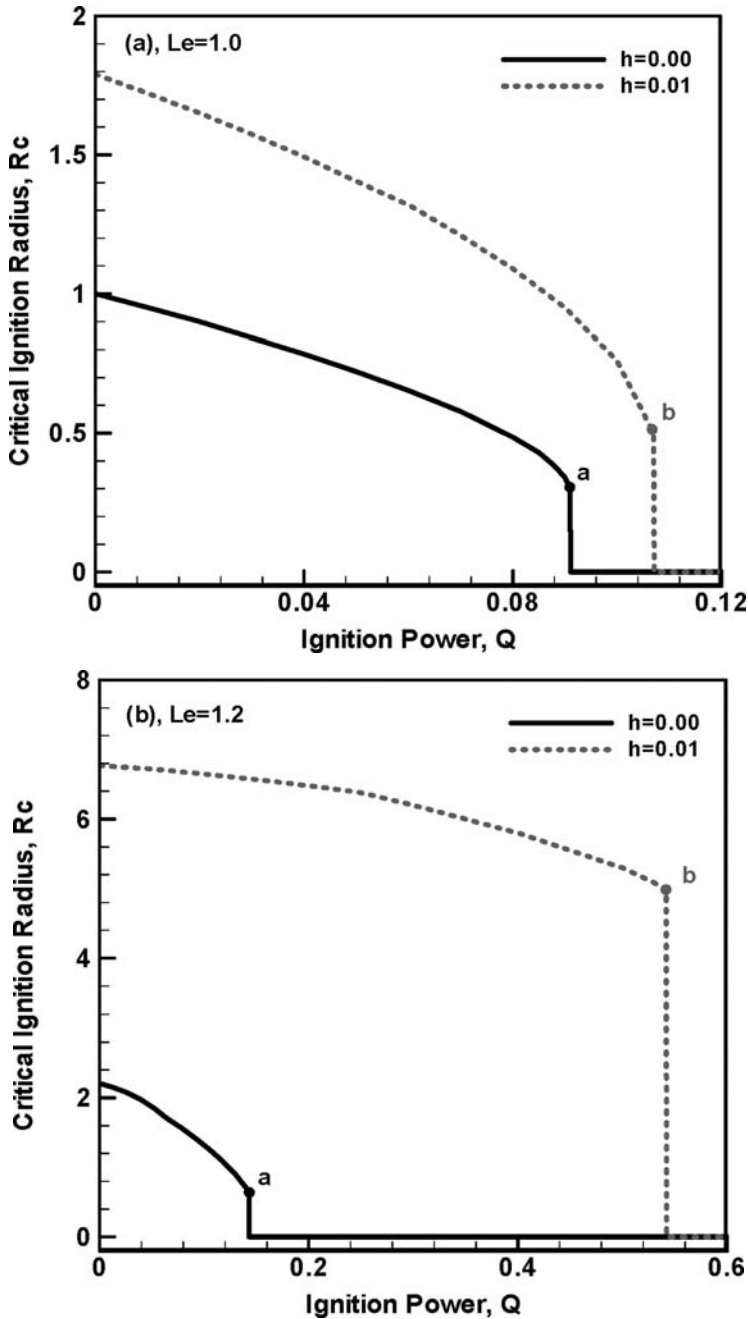 2
(a), Le=1.0
h=0.00
h=0.01
1.5
1
0.5
b
a
0
0 0.04 0.08 0.12
Critical Ignition Radius, Rc
Ignition Power, Q
8
(b), Le=1.2
h=0.00
h=0.01
6
b
4
2
a
0
0 0.2 0.4 0.6
Critical Ignition Radius, Rc
Ignition Power, Q